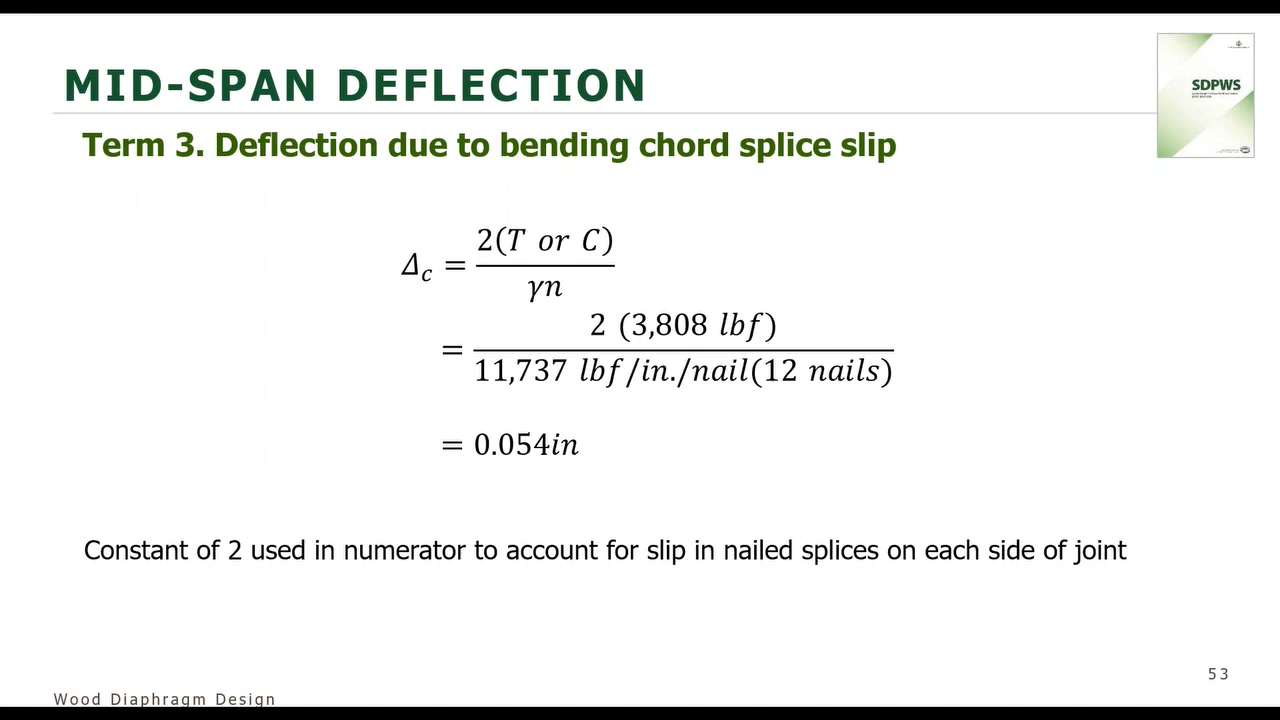 MID-SPAN DEFLECTION
SDPWS
Term 3. Deflection due to bending chord splice slip
Δc = 2(T or C) / γn
= 2 (3,808 lbf) / 11,737 lbf/in./nail(12 nails)
= 0.054in
Constant of 2 used in numerator to account for slip in nailed splices on each side of joint
53
Wood Diaphragm Design